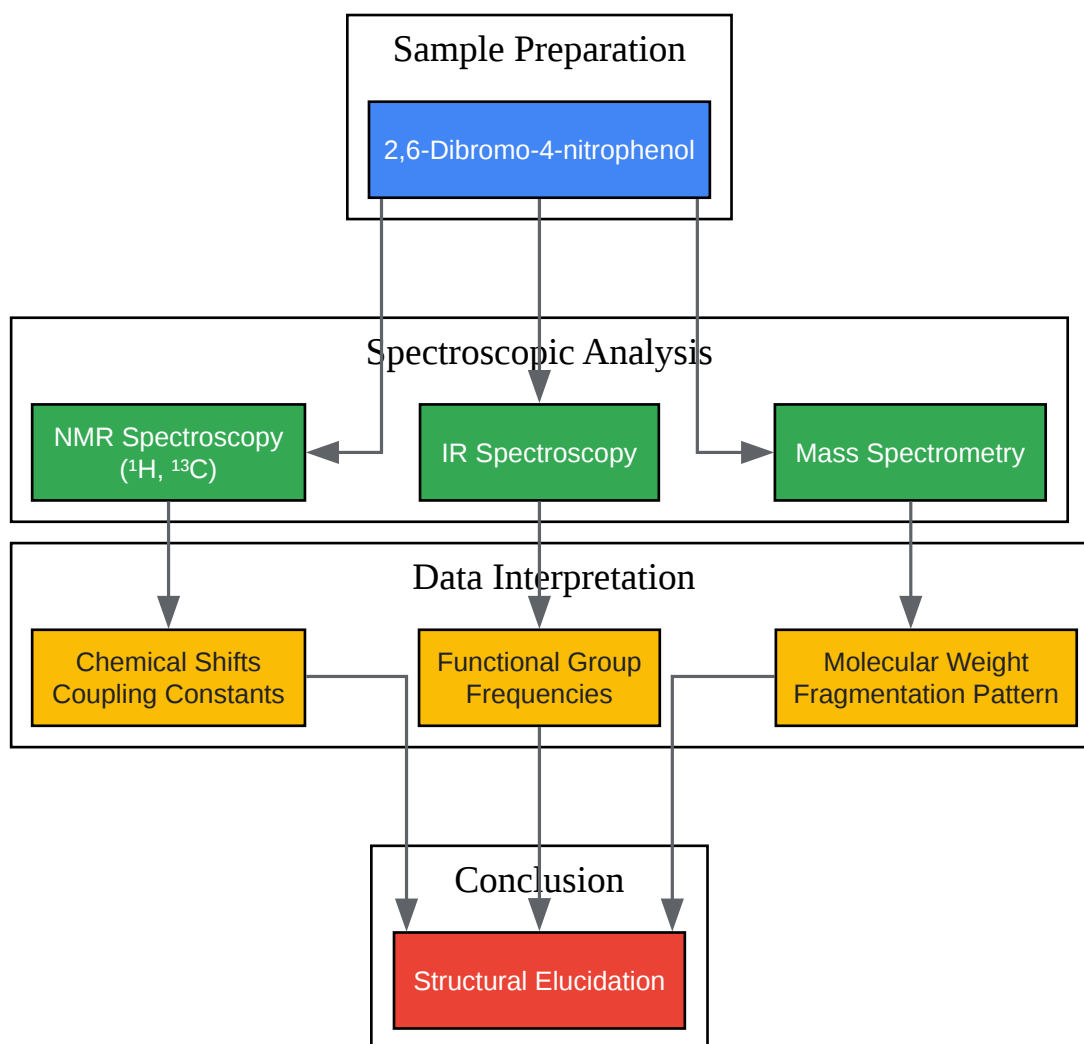 Sample Preparation
2,6-Dibromo-4-nitrophenol
Spectroscopic Analysis
NMR Spectroscopy
(¹H, ¹³C)
IR Spectroscopy
Mass Spectrometry
Data Interpretation
Chemical Shifts
Coupling Constants
Functional Group
Frequencies
Molecular Weight
Fragmentation Pattern
Conclusion
Structural Elucidation